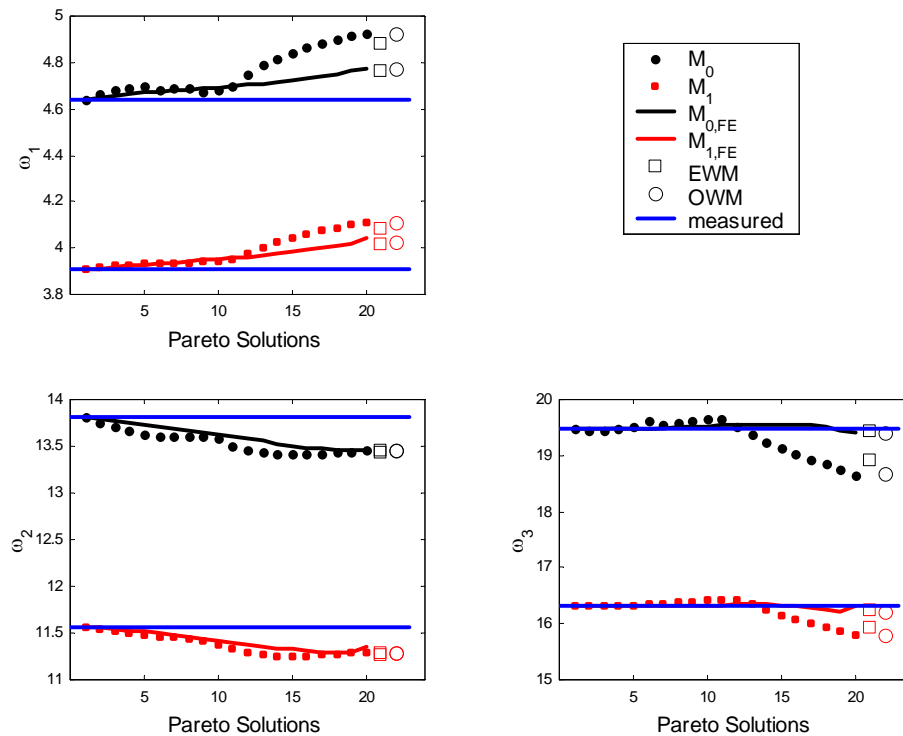 5
4.8
4.6
4.4
4.2
4
3.8
ω1
5
10
15
20
Pareto Solutions
M0
M1
M0,FE
M1,FE
EWM
OWM
measured
14
13.5
13
12.5
12
11.5
11
ω2
5
10
15
20
Pareto Solutions
20
19
18
17
16
15
ω3
5
10
15
20
Pareto Solutions